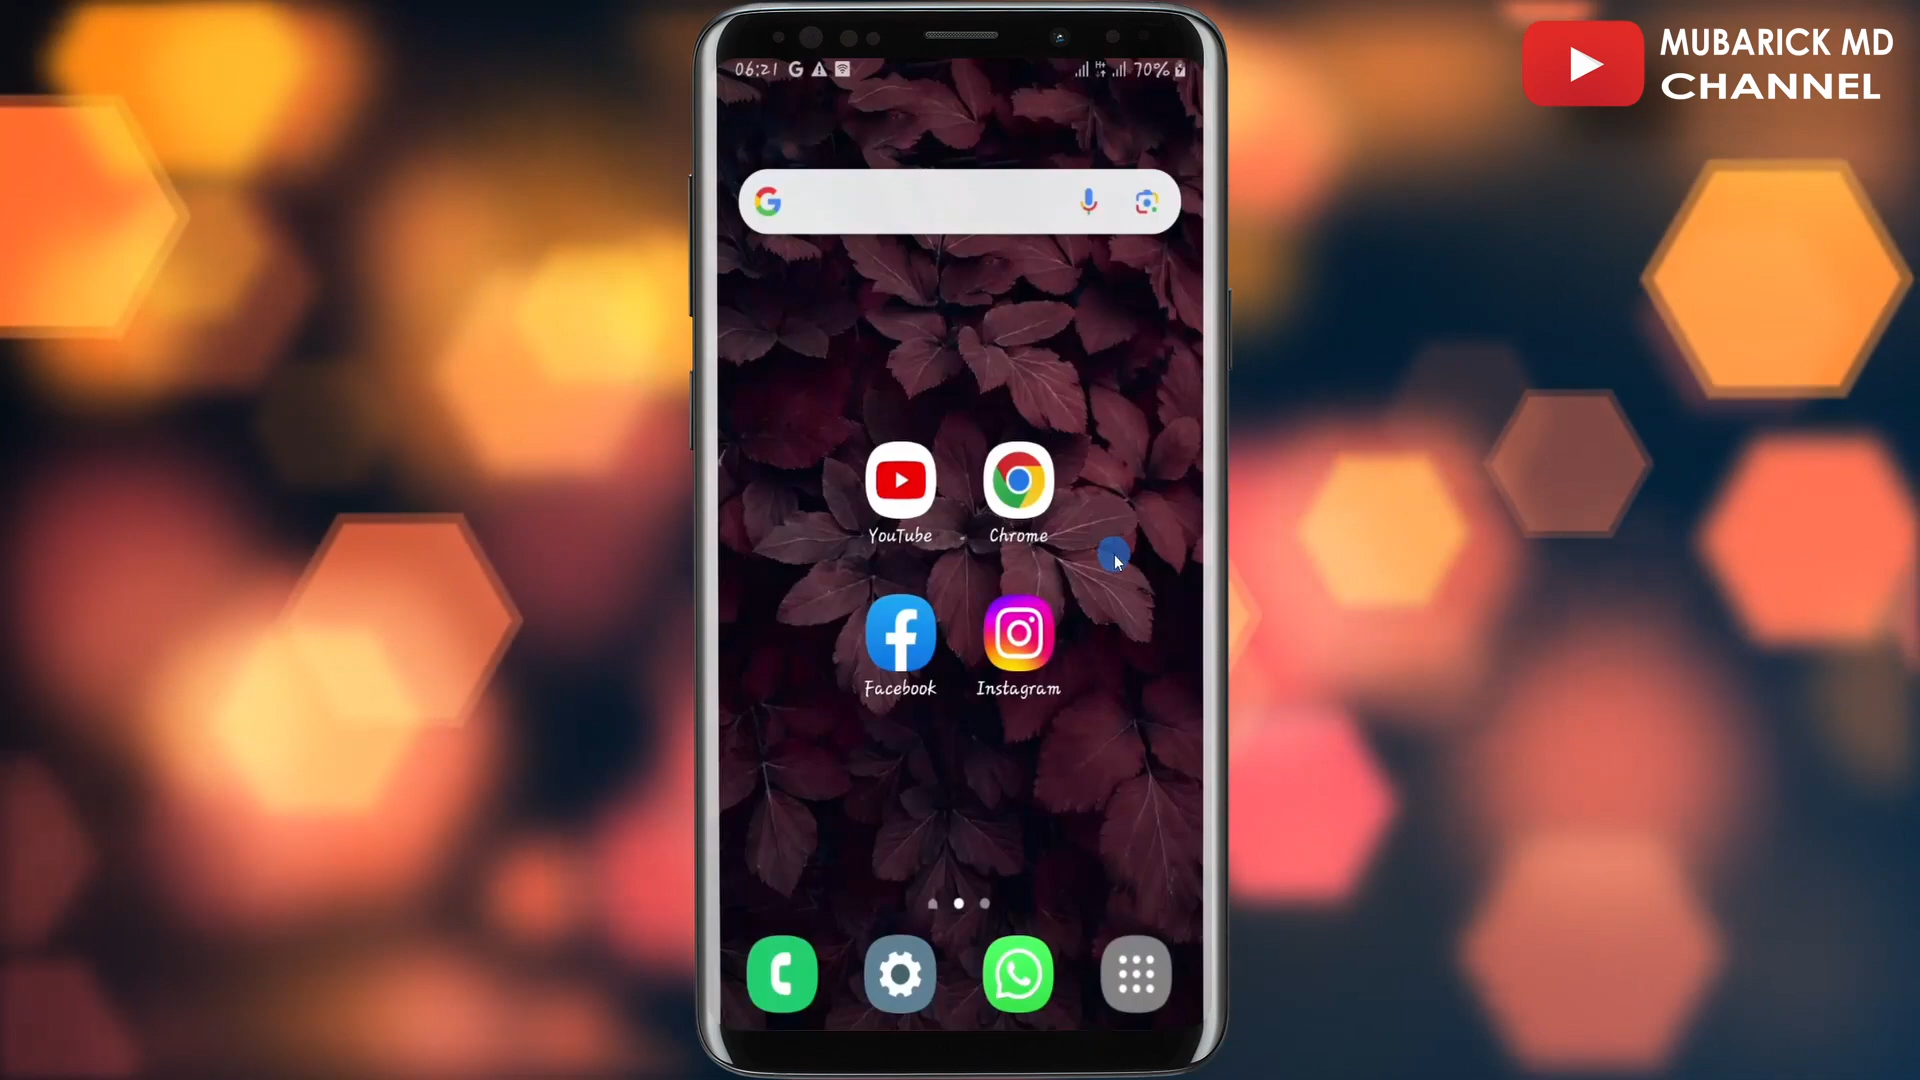 MUBARICK MD
CHANNEL
06:21
70%
YouTube
Chrome
Facebook
Instagram